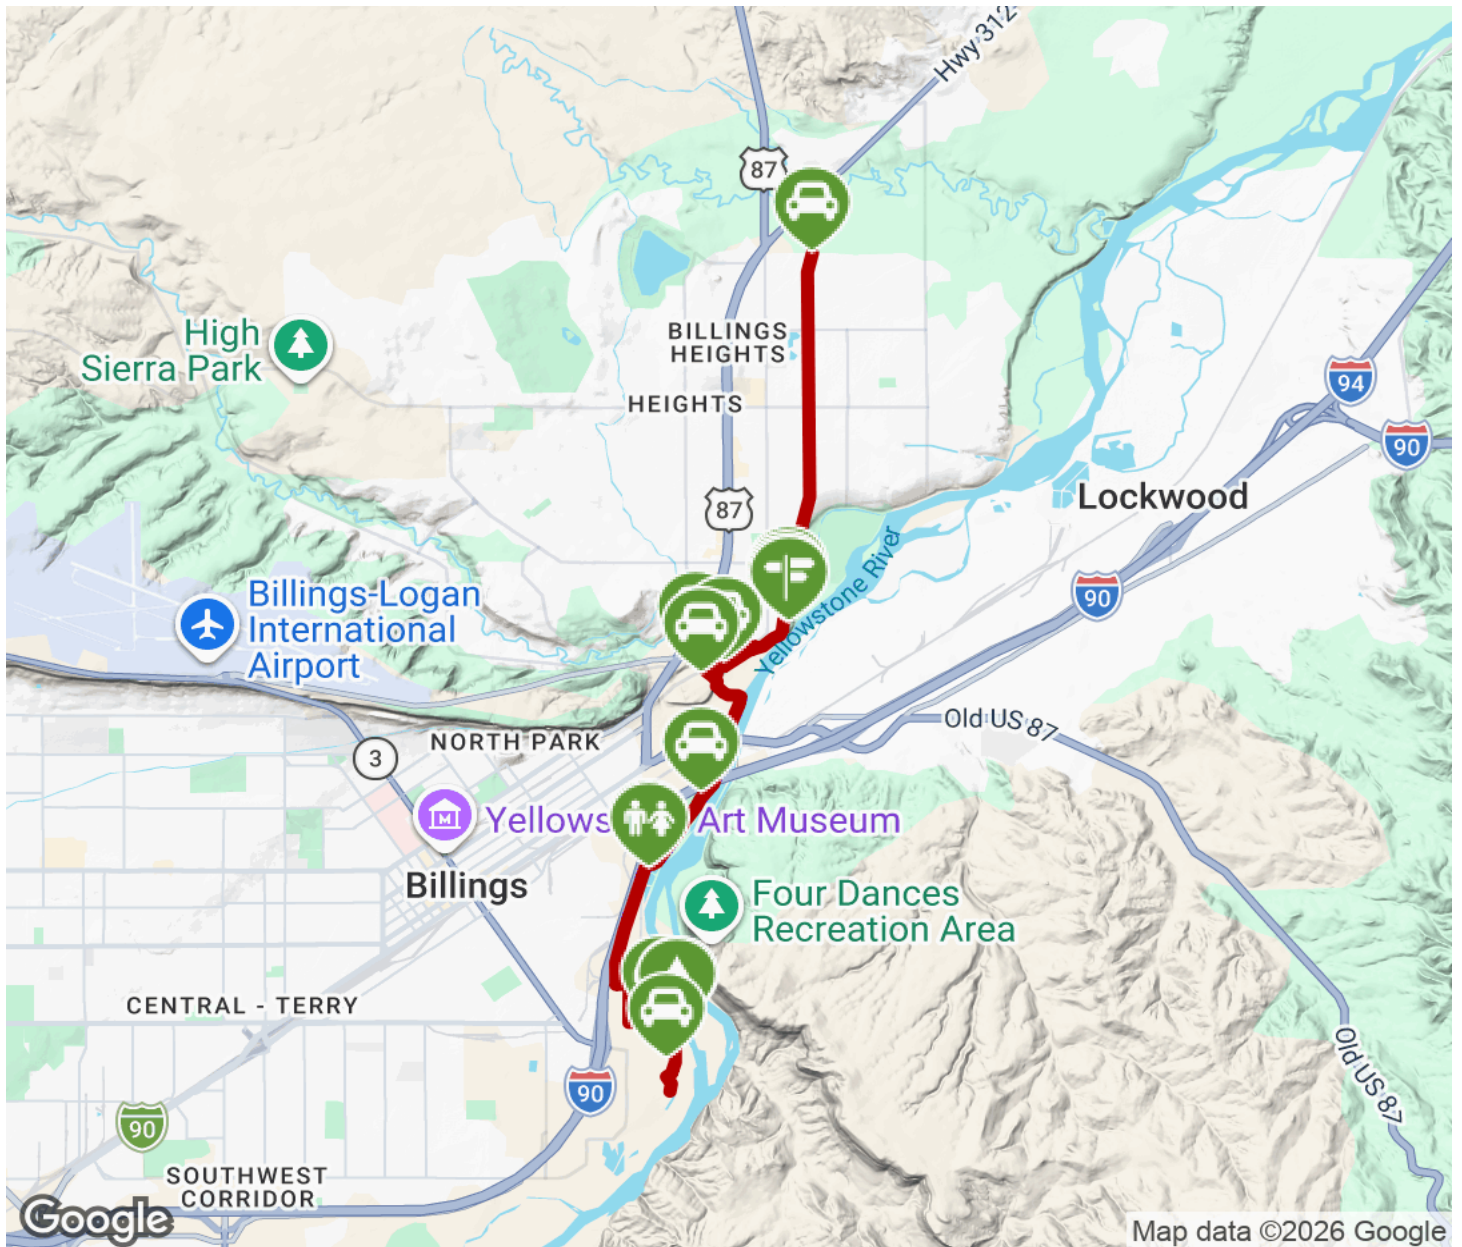 Hwy 312
87
High
Sierra Park
BILLINGS
HEIGHTS
HEIGHTS
94
90
Lockwood
87
Yellowstone River
90
Billings-Logan
International
Airport
Old US 87
NORTH PARK
3
M
Yellows
Art Museum
Billings
Four Dances
Recreation Area
CENTRAL - TERRY
Old US 87
90
90
SOUTHWEST
CORRIDOR
Google
Map data ©2026 Google